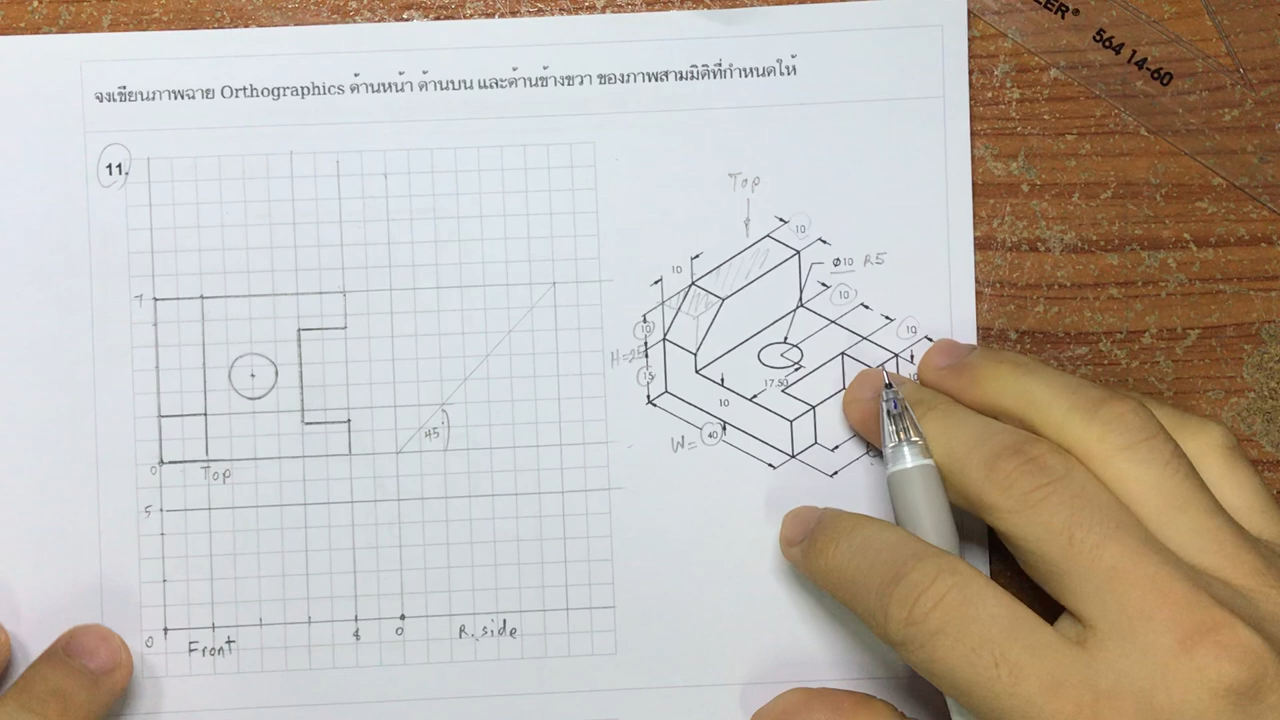 LER®
564 14-60
จงเขียนภาพฉาย Orthographics ด้านหน้า ด้านบน และด้านข้างขวา ของภาพสามมิติที่กำหนดให้
11.
Top
10
10
Ø10 R5
10
10
10
H=25
15
17.50
10
10
W= 40
7
45°
0
Top
5
0
Front
4
0
R. side